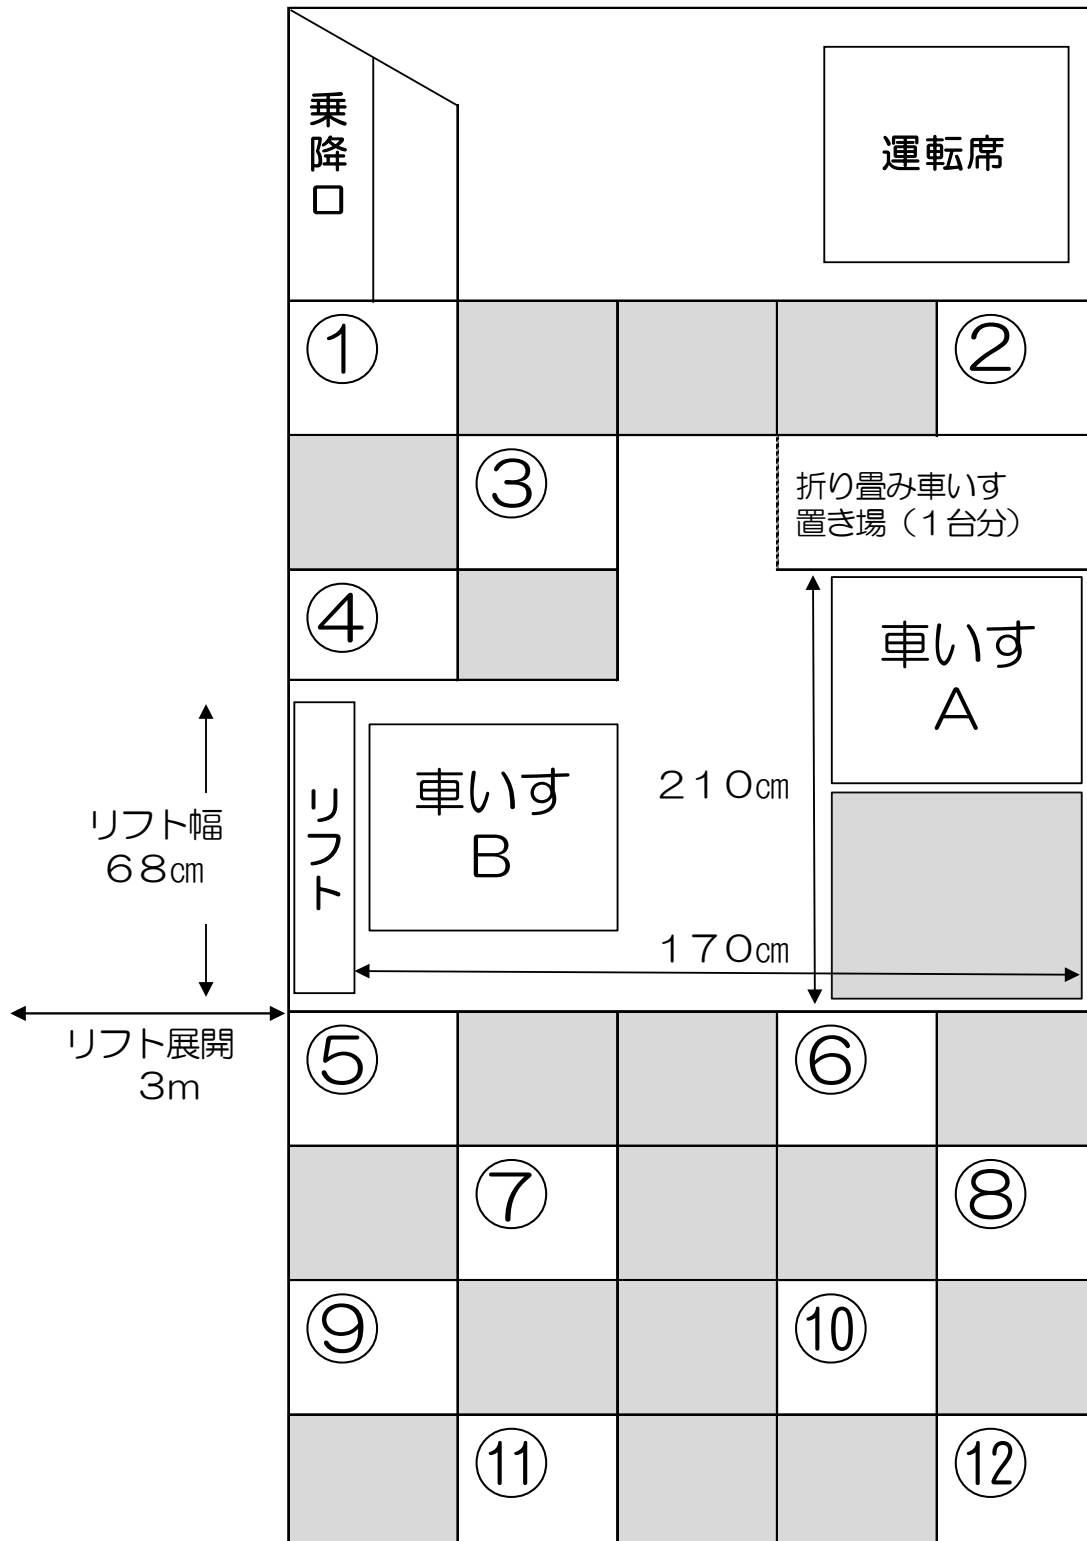 乗降口
運転席
①
②
③
折り畳み車いす
置き場（１台分）
④
車いす
A
リフト幅
６８㎝
リフト
車いす
B
２１０㎝
１７０㎝
リフト展開
３ｍ
⑤
⑥
⑦
⑧
⑨
⑩
⑪
⑫